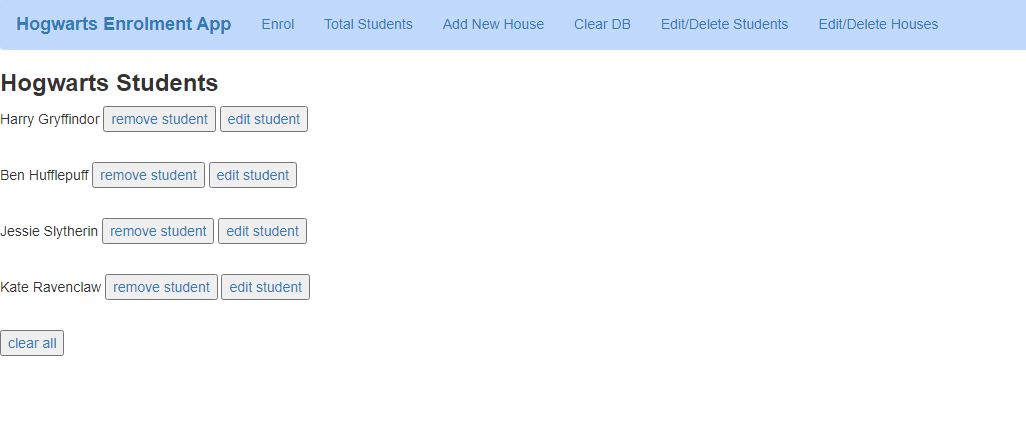 Hogwarts Enrolment App Enrol Total Students Add New House Clear DB Edit/Delete Students Edit/Delete Houses
Hogwarts Students
Harry Gryffindor remove student edit student
Ben Hufflepuff remove student edit student
Jessie Slytherin remove student edit student
Kate Ravenclaw remove student edit student
clear all